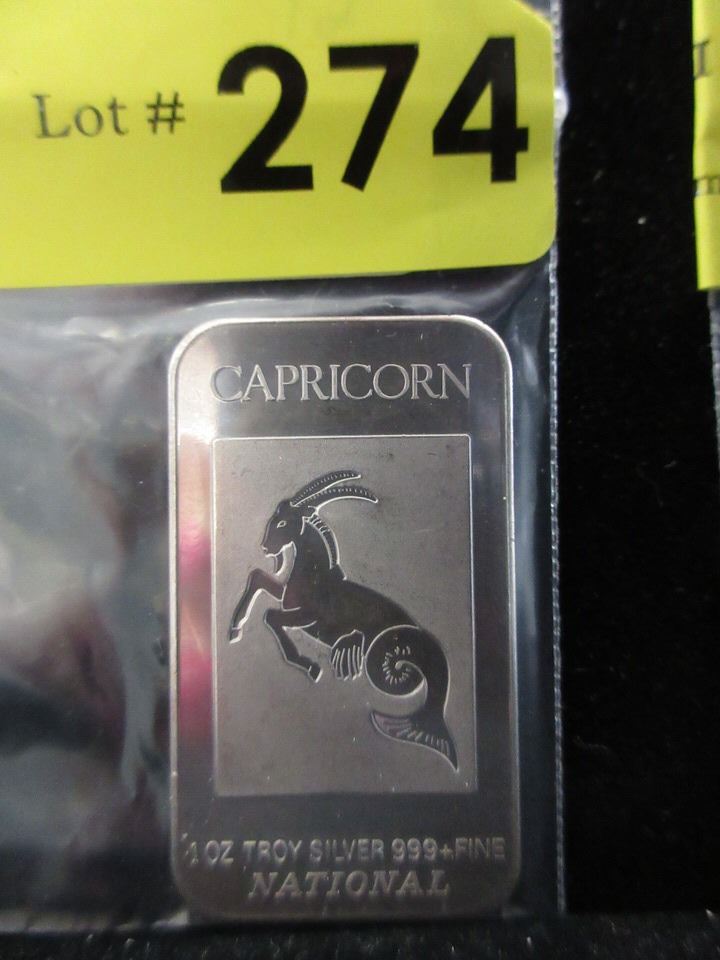 Lot # 274
CAPRICORN
1 OZ TROY SILVER 999+FINE
NATIONAL